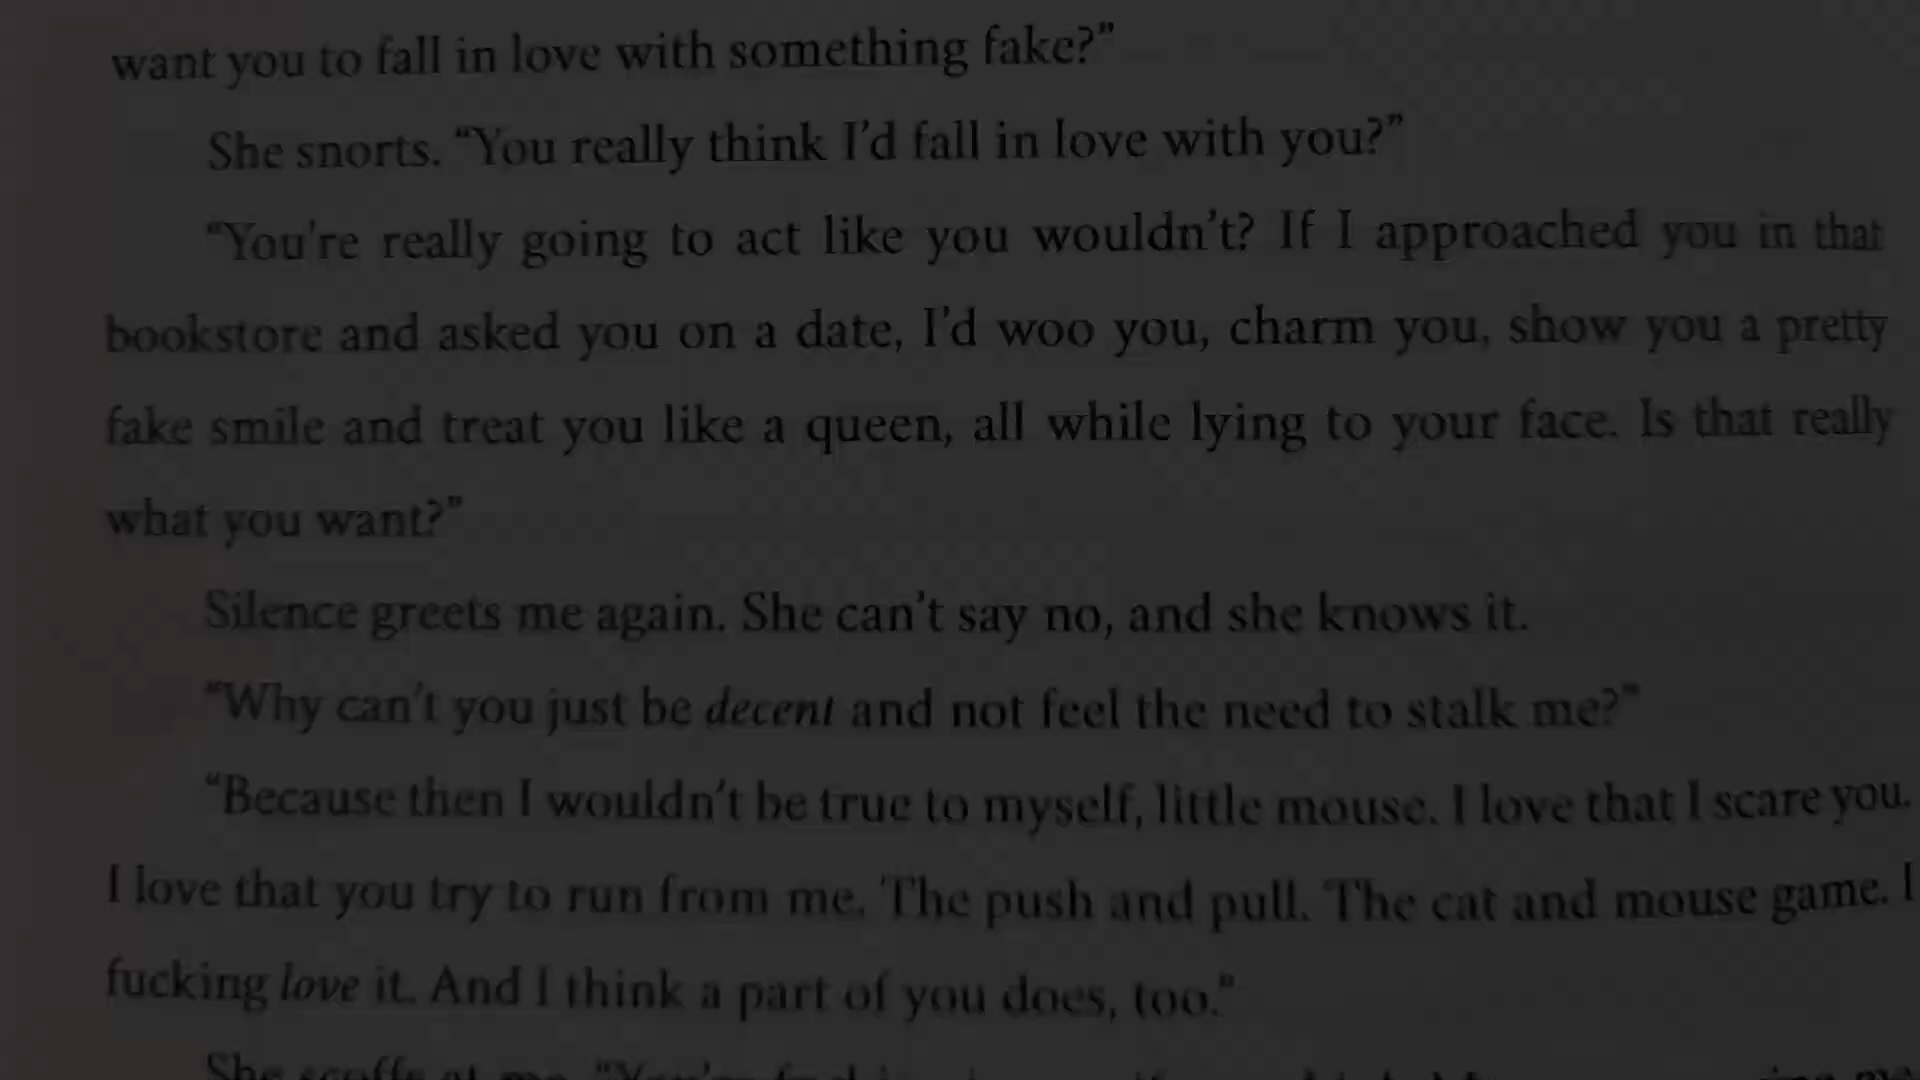 want you to fall in love with something fake?”
She snorts. “You really think I’d fall in love with you?”
“You’re really going to act like you wouldn’t? If I approached you in that
bookstore and asked you on a date, I’d woo you, charm you, show you a pretty
fake smile and treat you like a queen, all while lying to your face. Is that really
what you want?”
Silence greets me again. She can’t say no, and she knows it.
“Why can’t you just be decent and not feel the need to stalk me?”
“Because then I wouldn’t be true to myself, little mouse. I love that I scare you.
I love that you try to run from me. The push and pull. The cat and mouse game. I
fucking love it. And I think a part of you does, too.”
She scoffs at me. “You’re